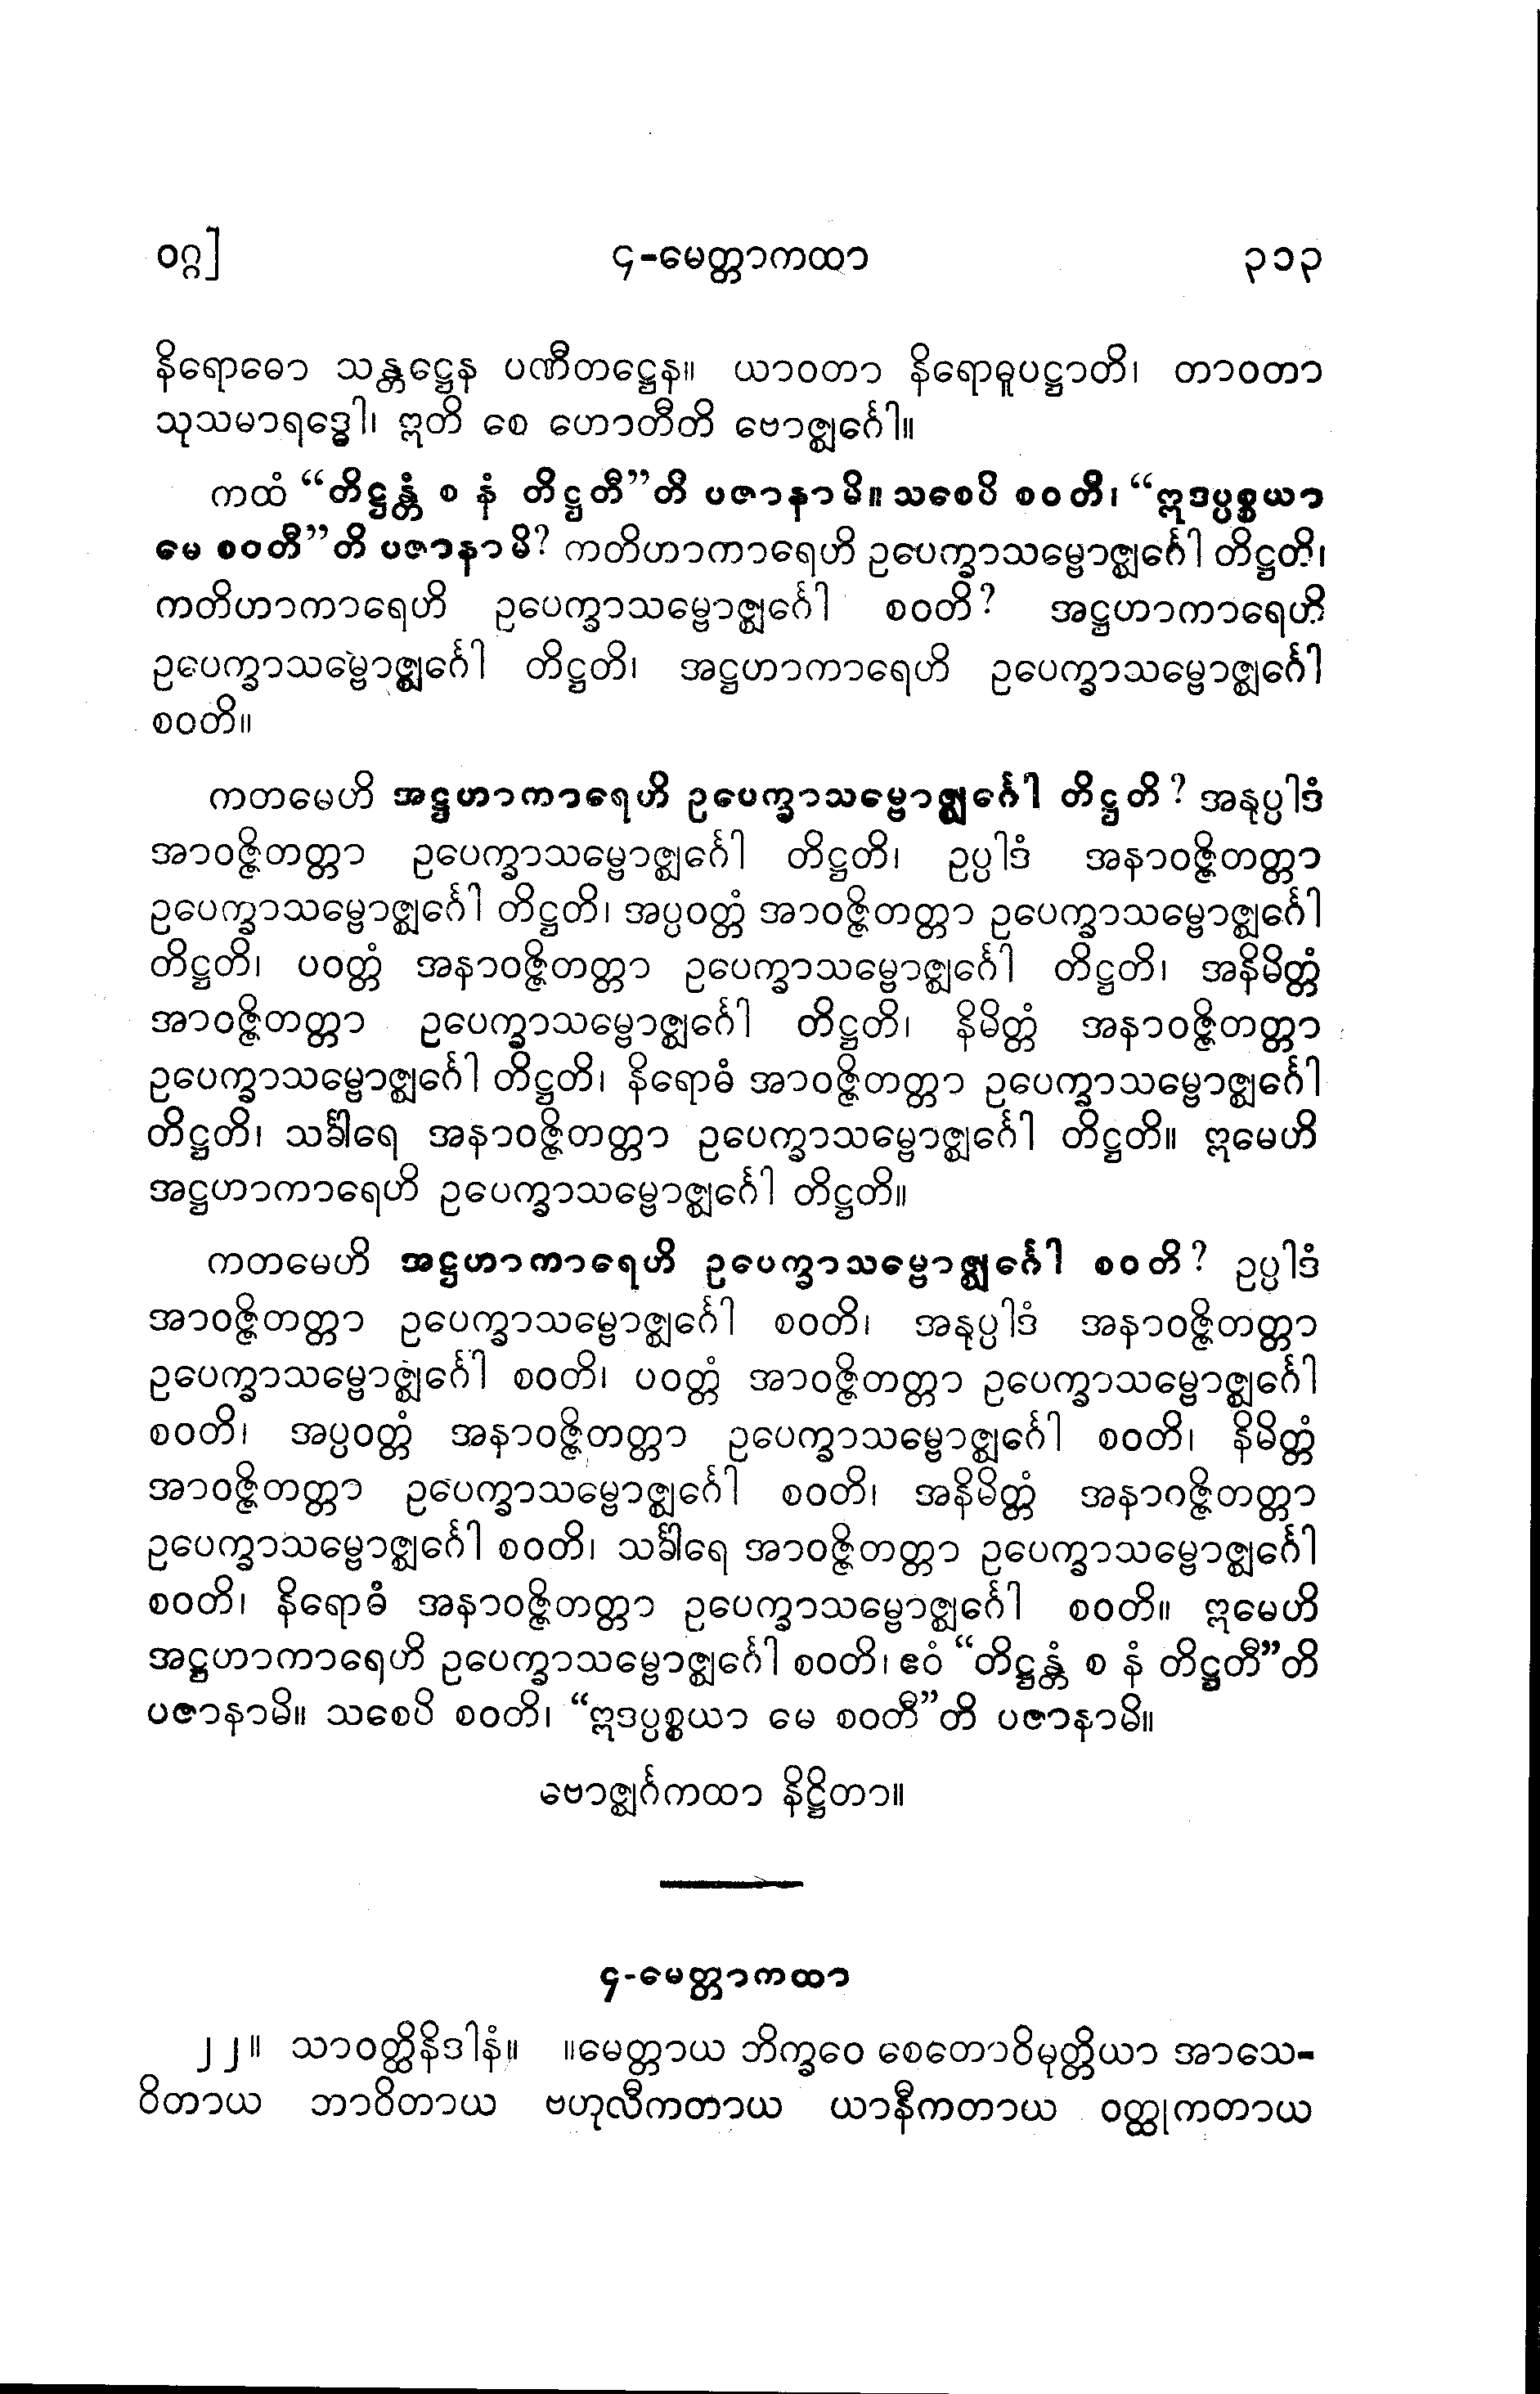 ဝဂ္ဂ] ၄-မေတ္တာကထာ ၃၁၃
နိရောဓော သန္တဋ္ဌေန ပဏီတဋ္ဌေန။ ယာဝတာ နိရောဓူပဋ္ဌာတိ၊ တာဝတာ
သုသမာရဒ္ဓေါ၊ ဣတိ စေ ဟောတီတိ ဗောဇ္ဈင်္ဂေါ။
ကထံ “တိဋ္ဌန္တံ စ နံ တိဋ္ဌတီ”တိ ပဇာနာမိ။ သစေပိ စဝတိ၊ “ဣဒပ္ပစ္စယာ
မေ စဝတီ”တိ ပဇာနာမိ? ကတိဟာကာရေဟိ ဥပေက္ခာသမ္ဗောဇ္ဈင်္ဂေါ တိဋ္ဌတိ၊
ကတိဟာကာရေဟိ ဥပေက္ခာသမ္ဗောဇ္ဈင်္ဂေါ စဝတိ? အဋ္ဌဟာကာရေဟိ
ဥပေက္ခာသမ္ဗောဇ္ဈင်္ဂေါ တိဋ္ဌတိ၊ အဋ္ဌဟာကာရေဟိ ဥပေက္ခာသမ္ဗောဇ္ဈင်္ဂေါ
စဝတိ။
ကတမေဟိ အဋ္ဌဟာကာရေဟိ ဥပေက္ခာသမ္ဗောဇ္ဈင်္ဂေါ တိဋ္ဌတိ? အနုပ္ပါဒံ
အာဝဇ္ဇိတတ္တာ ဥပေက္ခာသမ္ဗောဇ္ဈင်္ဂေါ တိဋ္ဌတိ၊ ဥပ္ပါဒံ အနာဝဇ္ဇိတတ္တာ
ဥပေက္ခာသမ္ဗောဇ္ဈင်္ဂေါ တိဋ္ဌတိ၊ အပ္ပဝတ္တံ အာဝဇ္ဇိတတ္တာ ဥပေက္ခာသမ္ဗောဇ္ဈင်္ဂေါ
တိဋ္ဌတိ၊ ပဝတ္တံ အနာဝဇ္ဇိတတ္တာ ဥပေက္ခာသမ္ဗောဇ္ဈင်္ဂေါ တိဋ္ဌတိ၊ အနိမိတ္တံ
အာဝဇ္ဇိတတ္တာ ဥပေက္ခာသမ္ဗောဇ္ဈင်္ဂေါ တိဋ္ဌတိ၊ နိမိတ္တံ အနာဝဇ္ဇိတတ္တာ
ဥပေက္ခာသမ္ဗောဇ္ဈင်္ဂေါ တိဋ္ဌတိ၊ နိရောဓံ အာဝဇ္ဇိတတ္တာ ဥပေက္ခာသမ္ဗောဇ္ဈင်္ဂေါ
တိဋ္ဌတိ၊ သင်္ခါရေ အနာဝဇ္ဇိတတ္တာ ဥပေက္ခာသမ္ဗောဇ္ဈင်္ဂေါ တိဋ္ဌတိ။ ဣမေဟိ
အဋ္ဌဟာကာရေဟိ ဥပေက္ခာသမ္ဗောဇ္ဈင်္ဂေါ တိဋ္ဌတိ။
ကတမေဟိ အဋ္ဌဟာကာရေဟိ ဥပေက္ခာသမ္ဗောဇ္ဈင်္ဂေါ စဝတိ? ဥပ္ပါဒံ
အာဝဇ္ဇိတတ္တာ ဥပေက္ခာသမ္ဗောဇ္ဈင်္ဂေါ စဝတိ၊ အနုပ္ပါဒံ အနာဝဇ္ဇိတတ္တာ
ဥပေက္ခာသမ္ဗောဇ္ဈင်္ဂေါ စဝတိ၊ ပဝတ္တံ အာဝဇ္ဇိတတ္တာ ဥပေက္ခာသမ္ဗောဇ္ဈင်္ဂေါ
စဝတိ၊ အပ္ပဝတ္တံ အနာဝဇ္ဇိတတ္တာ ဥပေက္ခာသမ္ဗောဇ္ဈင်္ဂေါ စဝတိ၊ နိမိတ္တံ
အာဝဇ္ဇိတတ္တာ ဥပေက္ခာသမ္ဗောဇ္ဈင်္ဂေါ စဝတိ၊ အနိမိတ္တံ အနာဝဇ္ဇိတတ္တာ
ဥပေက္ခာသမ္ဗောဇ္ဈင်္ဂေါ စဝတိ၊ သင်္ခါရေ အာဝဇ္ဇိတတ္တာ ဥပေက္ခာသမ္ဗောဇ္ဈင်္ဂေါ
စဝတိ၊ နိရောဓံ အနာဝဇ္ဇိတတ္တာ ဥပေက္ခာသမ္ဗောဇ္ဈင်္ဂေါ စဝတိ။ ဣမေဟိ
အဋ္ဌဟာကာရေဟိ ဥပေက္ခာသမ္ဗောဇ္ဈင်္ဂေါ စဝတိ၊ ဧဝံ “တိဋ္ဌန္တံ စ နံ တိဋ္ဌတီ”တိ
ပဇာနာမိ။ သစေပိ စဝတိ၊ “ဣဒပ္ပစ္စယာ မေ စဝတီ”တိ ပဇာနာမိ။
ဗောဇ္ဈင်္ဂကထာ နိဋ္ဌိတာ။
၄-မေတ္တာကထာ
၂၂။ သာဝတ္ထိနိဒါနံ။ ။မေတ္တာယ ဘိက္ခဝေ စေတောဝိမုတ္တိယာ အာသေ-
ဝိတာယ ဘာဝိတာယ ဗဟုလီကတာယ ယာနီကတာယ ဝတ္ထုကတာယ